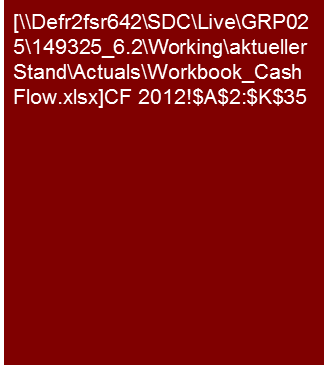 [\\Defr2fsr642\SDC\Live\GRP02
5\149325_6.2\Working\aktueller
Stand\Actuals\Workbook_Cash
Flow.xlsx]CF 2012!$A$2:$K$35